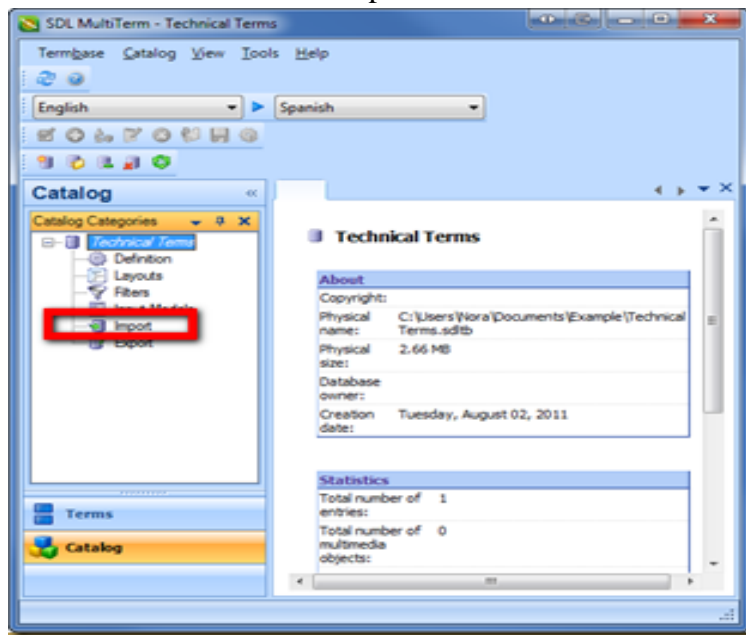 SDL MultiTerm - Technical Terms
Termbase Catalog View Tools Help
English Spanish
Catalog
Catalog Categories
Technical Terms
Technical Terms
Definition
Layouts
Filters
Import
Export
About
Copyright:
Physical name: C:\Users\Nora\Documents\Example\Technical
Terms.sdltb
Physical size: 2.66 MB
Database owner:
Creation date: Tuesday, August 02, 2011
Statistics
Total number of entries: 1
Total number of multimedia objects: 0
Terms
Catalog